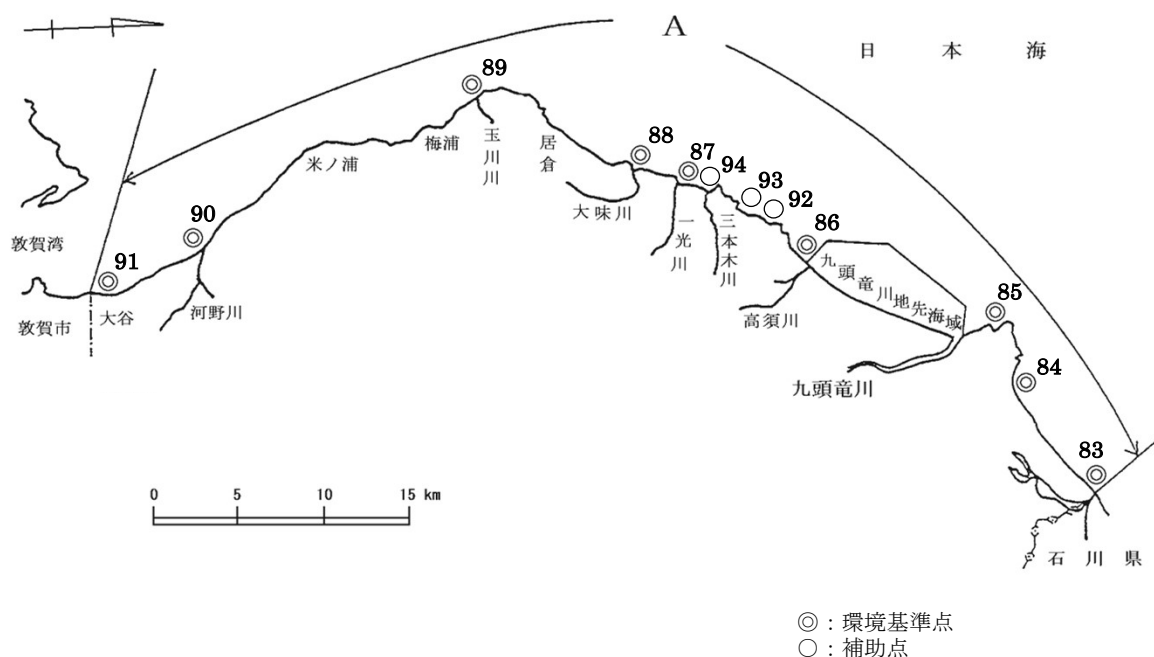 A
日本海
89
88
87
94
93
92
86
85
84
83
90
91
敦賀湾
敦賀市
大谷
河野川
米ノ浦
梅浦
玉川川
居倉
大味川
一光川
三本木川
高須川
九頭竜川地先海域
九頭竜川
石川県
0 5 10 15 km
◎：環境基準点
○：補助点